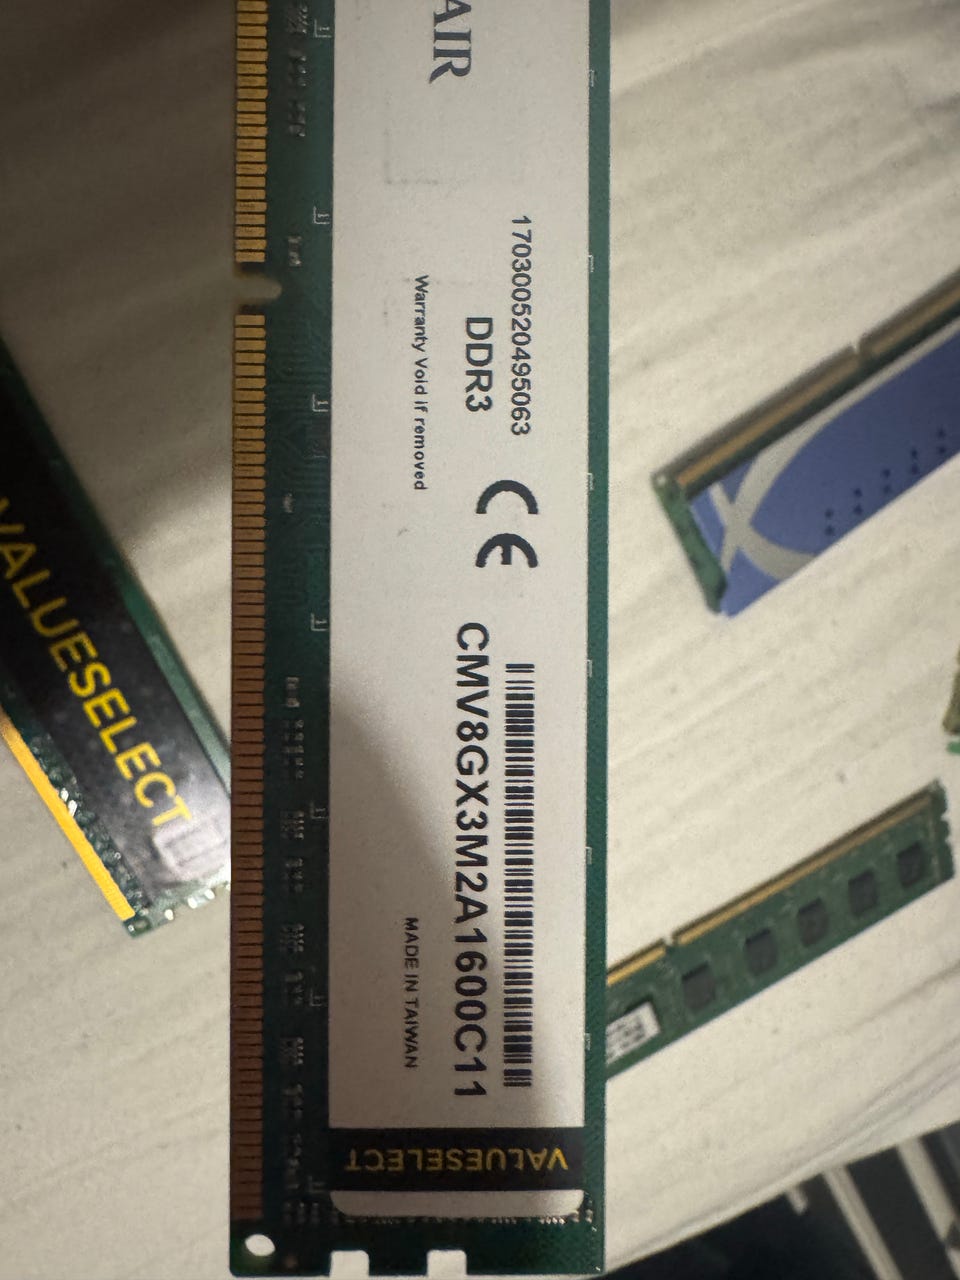 AIR
170300520495063
DDR3
Warranty Void if removed
CE
CMV8GX3M2A1600C11
MADE IN TAIWAN
VALUESELECT
VALUESELECT